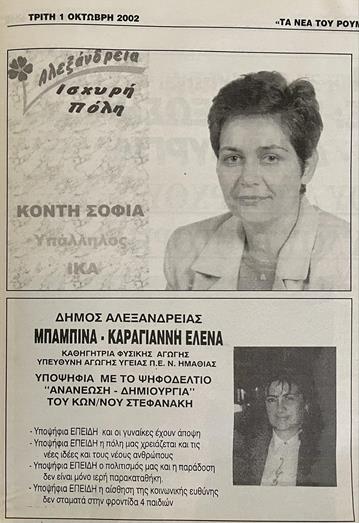 ΤΡΙΤΗ 1 ΟΚΤΩΒΡΗ 2002
«ΤΑ ΝΕΑ ΤΟΥ ΡΟΥΜ
Αλεξάνδρεια
Ισχυρή
Πόλη
ΚΟΝΤΗ ΣΟΦΙΑ
Υπάλληλος
ΙΚΑ
ΔΗΜΟΣ ΑΛΕΞΑΝΔΡΕΙΑΣ
ΜΠΑΜΠΙΝΑ - ΚΑΡΑΓΙΑΝΝΗ ΕΛΕΝΑ
ΚΑΘΗΓΗΤΡΙΑ ΦΥΣΙΚΗΣ ΑΓΩΓΗΣ
ΥΠΕΥΘΥΝΗ ΑΓΩΓΗΣ ΥΓΕΙΑΣ Π.Ε. Ν. ΗΜΑΘΙΑΣ
ΥΠΟΨΗΦΙΑ ΜΕ ΤΟ ΨΗΦΟΔΕΛΤΙΟ
"ΑΝΑΝΕΩΣΗ - ΔΗΜΙΟΥΡΓΙΑ"
ΤΟΥ ΚΩΝ/ΝΟΥ ΣΤΕΦΑΝΑΚΗ
- Υποψήφια ΕΠΕΙΔΗ και οι γυναίκες έχουν άποψη
- Υποψήφια ΕΠΕΙΔΗ η πόλη μας χρειάζεται και τις
νέες ιδέες και τους νέους ανθρώπους
- Υποψήφια ΕΠΕΙΔΗ ο πολιτισμός μας και η παράδοση
δεν είναι μόνο ιερή παρακαταθήκη.
- Υποψήφια ΕΠΕΙΔΗ η αίσθηση της κοινωνικής ευθύνης
δεν σταματά στην φροντίδα 4 παιδιών